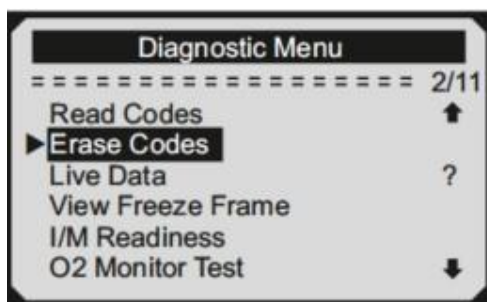 Diagnostic Menu
= = = = = = = = = = = = = = = = = = 2/11
Read Codes
Erase Codes
Live Data ?
View Freeze Frame
I/M Readiness
O2 Monitor Test